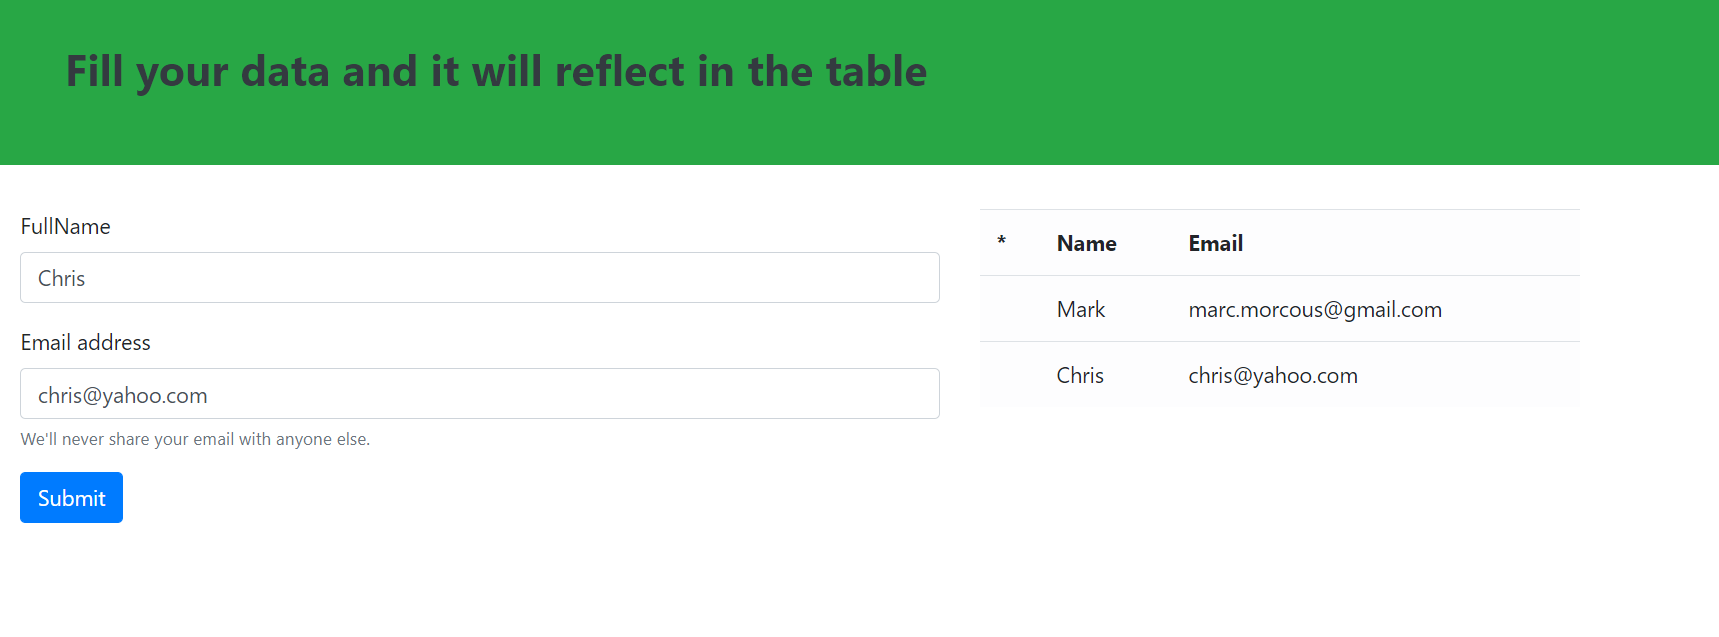 Fill your data and it will reflect in the table
FullName
Chris
Email address
chris@yahoo.com
We'll never share your email with anyone else.
Submit
* Name Email
Mark marc.morcous@gmail.com
Chris chris@yahoo.com